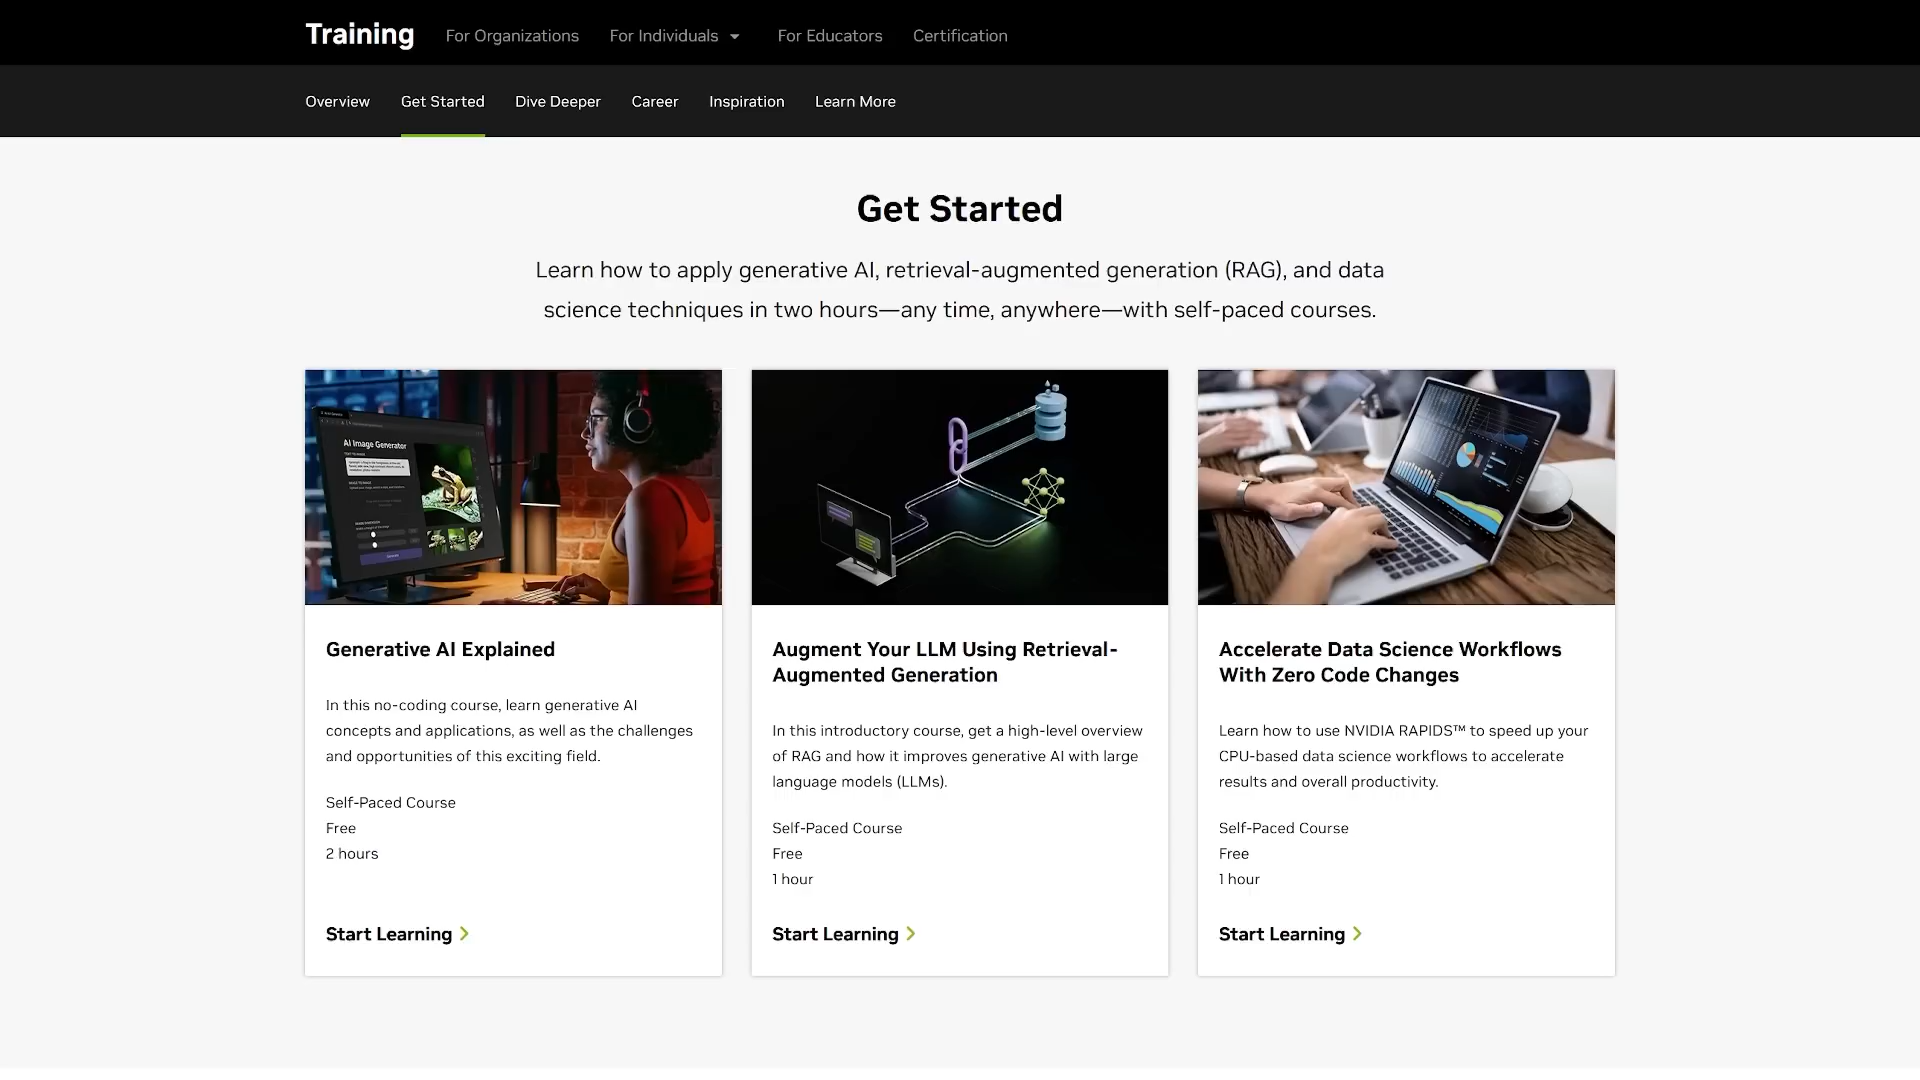 Training
For Organizations
For Individuals
For Educators
Certification
Overview
Get Started
Dive Deeper
Career
Inspiration
Learn More
Get Started
Learn how to apply generative AI, retrieval-augmented generation (RAG), and data
science techniques in two hours—any time, anywhere—with self-paced courses.
AI Image Generator
Generative AI Explained
In this no-coding course, learn generative AI
concepts and applications, as well as the challenges
and opportunities of this exciting field.
Self-Paced Course
Free
2 hours
Start Learning
Augment Your LLM Using Retrieval-
Augmented Generation
In this introductory course, get a high-level overview
of RAG and how it improves generative AI with large
language models (LLMs).
Self-Paced Course
Free
1 hour
Start Learning
Accelerate Data Science Workflows
With Zero Code Changes
Learn how to use NVIDIA RAPIDS™ to speed up your
CPU-based data science workflows to accelerate
results and overall productivity.
Self-Paced Course
Free
1 hour
Start Learning